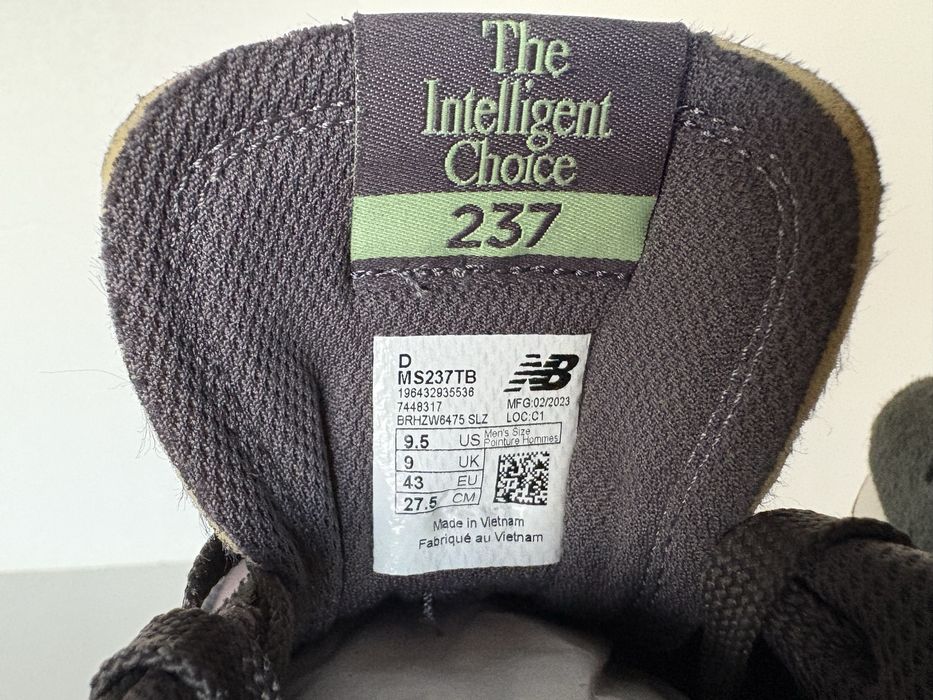 The
Intelligent
Choice
237
D
MS237TB
196432935536
7448317
BRHZW6475 SLZ
NB
MFG:02/2023
LOC:C1
9.5 US
Men's Size
Pointure Hommes
9 UK
43 EU
27.5 CM
Made in Vietnam
Fabriqué au Vietnam